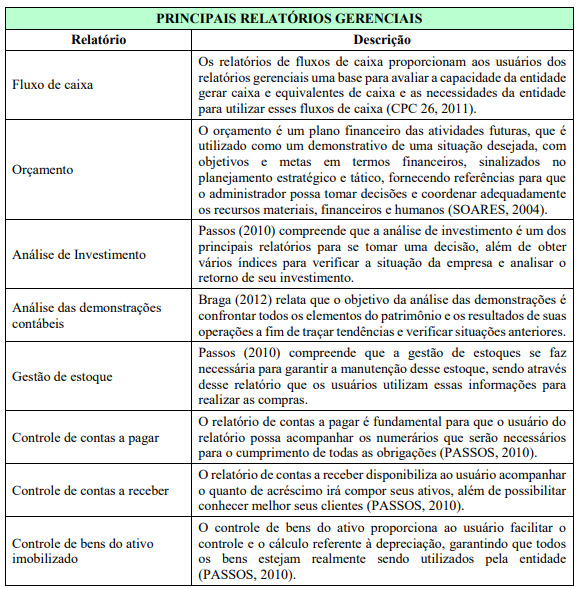 PRINCIPAIS RELATÓRIOS GERENCIAIS
Relatório
Descrição
Fluxo de caixa
Os relatórios de fluxos de caixa proporcionam aos usuários dos
relatórios gerenciais uma base para avaliar a capacidade da entidade
gerar caixa e equivalentes de caixa e as necessidades da entidade
para utilizar esses fluxos de caixa (CPC 26, 2011).
Orçamento
O orçamento é um plano financeiro das atividades futuras, que é
utilizado como um demonstrativo de uma situação desejada, com
objetivos e metas em termos financeiros, sinalizados no
planejamento estratégico e tático, fornecendo referências para que
o administrador possa tomar decisões e coordenar adequadamente
os recursos materiais, financeiros e humanos (SOARES, 2004).
Análise de Investimento
Passos (2010) compreende que a análise de investimento é um dos
principais relatórios para se tomar uma decisão, além de obter
vários índices para verificar a situação da empresa e analisar o
retorno de seu investimento.
Análise das demonstrações
contábeis
Braga (2012) relata que o objetivo da análise das demonstrações é
confrontar todos os elementos do patrimônio e os resultados de suas
operações a fim de traçar tendências e verificar situações anteriores.
Gestão de estoque
Passos (2010) compreende que a gestão de estoques se faz
necessária para garantir a manutenção desse estoque, sendo através
desse relatório que os usuários utilizam essas informações para
realizar as compras.
Controle de contas a pagar
O relatório de contas a pagar é fundamental para que o usuário do
relatório possa acompanhar os numerários que serão necessários
para o cumprimento de todas as obrigações (PASSOS, 2010).
Controle de contas a receber
O relatório de contas a receber disponibiliza ao usuário acompanhar
o quanto de acréscimo irá compor seus ativos, além de possibilitar
conhecer melhor seus clientes (PASSOS, 2010).
Controle de bens do ativo
imobilizado
O controle de bens do ativo proporciona ao usuário facilitar o
controle e o cálculo referente à depreciação, garantindo que todos
os bens estejam realmente sendo utilizados pela entidade
(PASSOS, 2010).